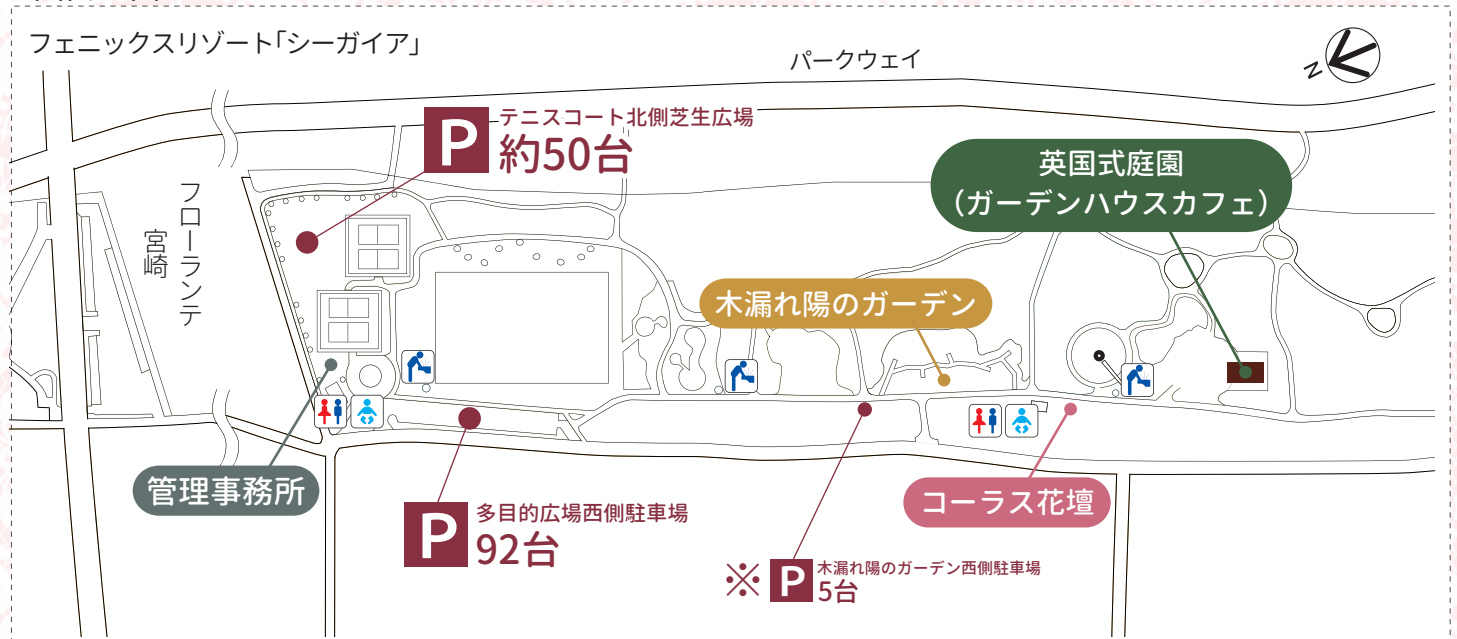 フェニックスリゾート「シーガイア」
パークウェイ
N
P
テニスコート北側芝生広場
約50台
英国式庭園
（ガーデンハウスカフェ）
フローランテ
宮崎
木漏れ陽のガーデン
管理事務所
コーラス花壇
P
多目的広場西側駐車場
92台
※
P
木漏れ陽のガーデン西側駐車場
5台